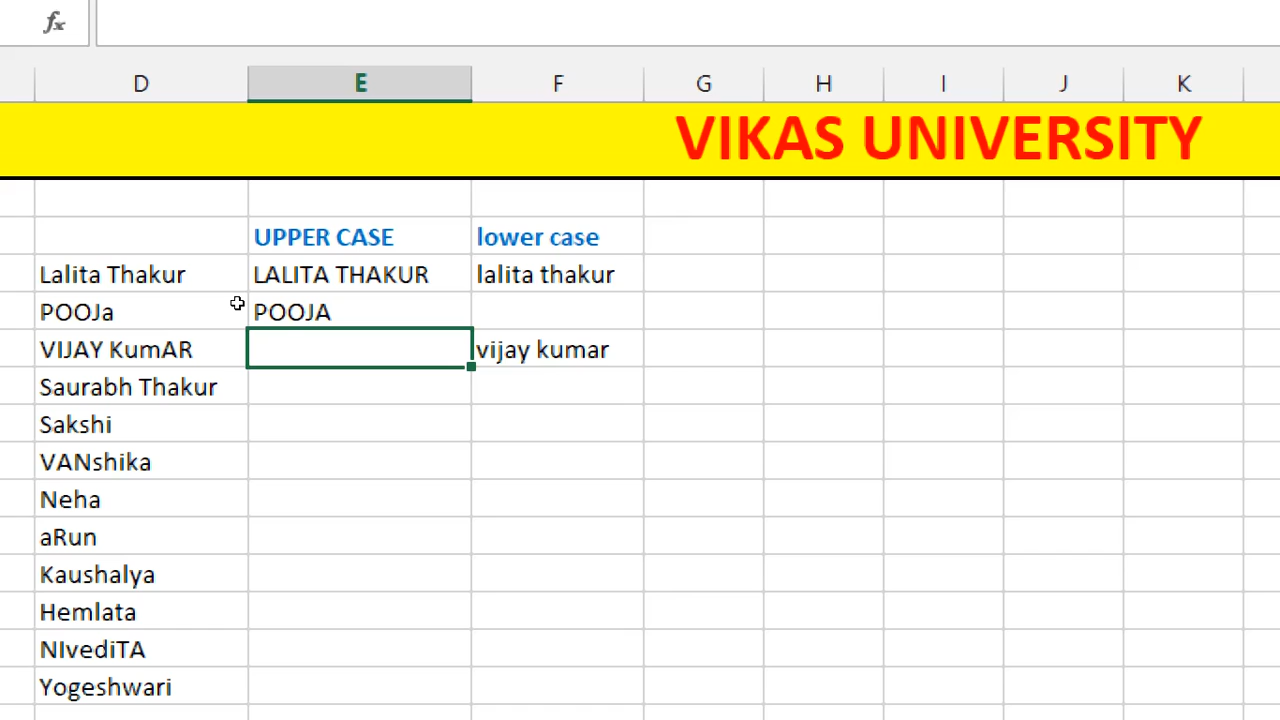 fx
D E F G H I J K
VIKAS UNIVERSITY
UPPER CASE lower case
Lalita Thakur LALITA THAKUR lalita thakur
POOJa POOJA
VIJAY KumAR vijay kumar
Saurabh Thakur
Sakshi
VANshika
Neha
aRun
Kaushalya
Hemlata
NIvediTA
Yogeshwari